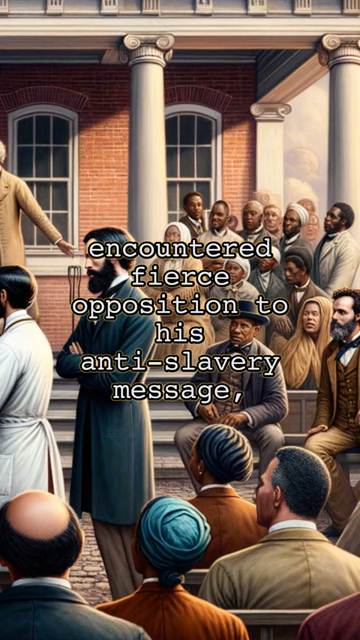 encountered
fierce
opposition to
his
anti-slavery
message,